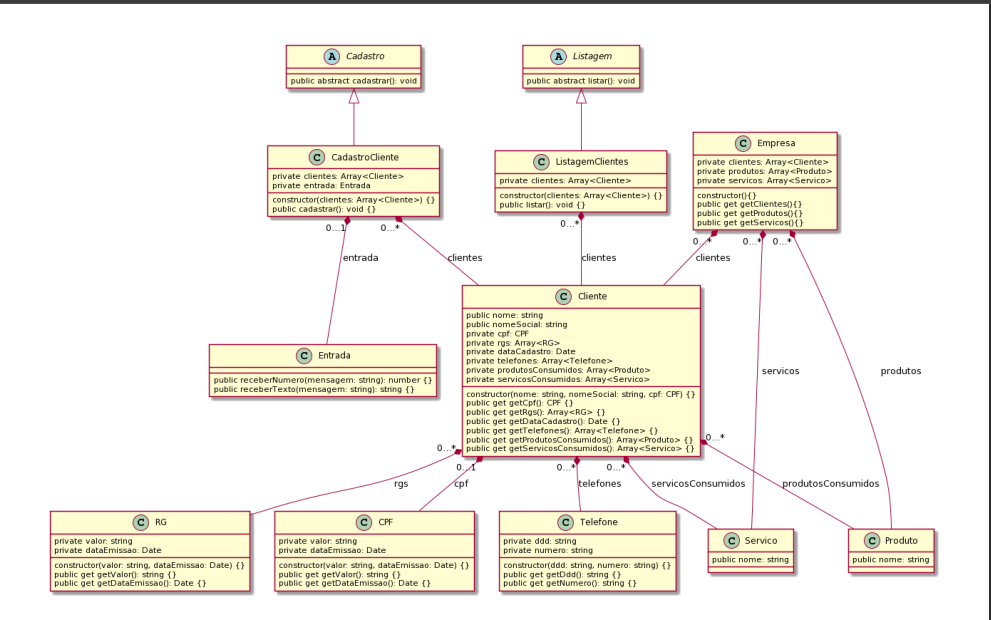 A Cadastro
public abstract cadastrar(): void
A Listagem
public abstract listar(): void
C CadastroCliente
private clientes: Array<Cliente>
private entrada: Entrada
constructor(clientes: Array<Cliente>) {}
public cadastrar(): void {}
C ListagemClientes
private clientes: Array<Cliente>
constructor(clientes: Array<Cliente>) {}
public listar(): void {}
C Empresa
private clientes: Array<Cliente>
private produtos: Array<Produto>
private servicos: Array<Servico>
constructor(){}
public get getClientes(){}
public get getProdutos(){}
public get getServicos(){}
0...1
0...*
0...*
0...*
0...*
0...*
entrada
clientes
clientes
clientes
C Cliente
public nome: string
public nomeSocial: string
private cpf: CPF
private rgs: Array<RG>
private dataCadastro: Date
private telefones: Array<Telefone>
private produtosConsumidos: Array<Produto>
private servicosConsumidos: Array<Servico>
constructor(nome: string, nomeSocial: string, cpf: CPF) {}
public get getCpf(): CPF {}
public get getRgs(): Array<RG> {}
public get getDataCadastro(): Date {}
public get getTelefones(): Array<Telefone> {}
public get getProdutosConsumidos(): Array<Produto> {}
public get getServicosConsumidos(): Array<Servico> {}
C Entrada
public receberNumero(mensagem: string): number {}
public receberTexto(mensagem: string): string {}
servicos
produtos
0...*
0...1
0...*
0...*
0...*
rgs
cpf
telefones
servicosConsumidos
produtosConsumidos
C RG
private valor: string
private dataEmissao: Date
constructor(valor: string, dataEmissao: Date) {}
public get getValor(): string {}
public get getDataEmisao(): Date {}
C CPF
private valor: string
private dataEmissao: Date
constructor(valor: string, dataEmissao: Date) {}
public get getValor(): string {}
public get getDataEmissao(): Date {}
C Telefone
private ddd: string
private numero: string
constructor(ddd: string, numero: string) {}
public get getDdd(): string {}
public get getNumero(): string {}
C Servico
public nome: string
C Produto
public nome: string